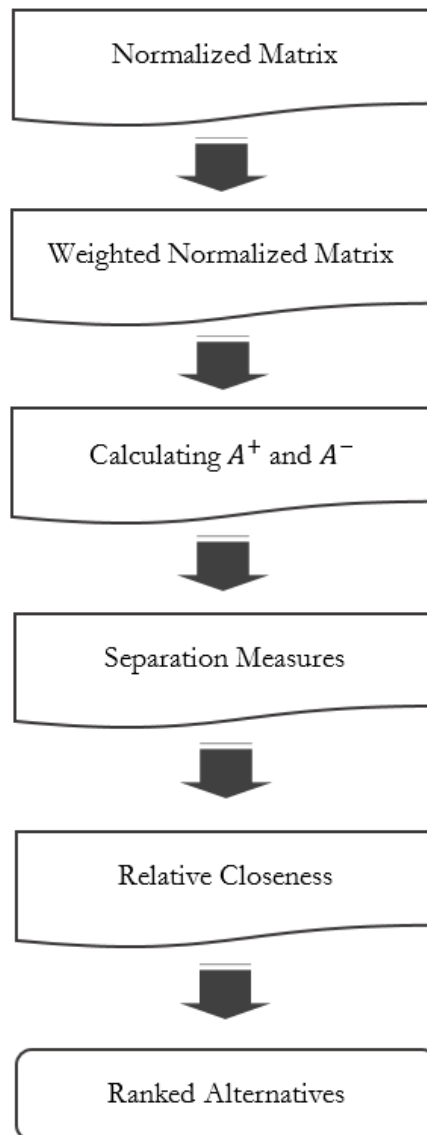 Normalized Matrix
Weighted Normalized Matrix
Calculating A⁺ and A⁻
Separation Measures
Relative Closeness
Ranked Alternatives